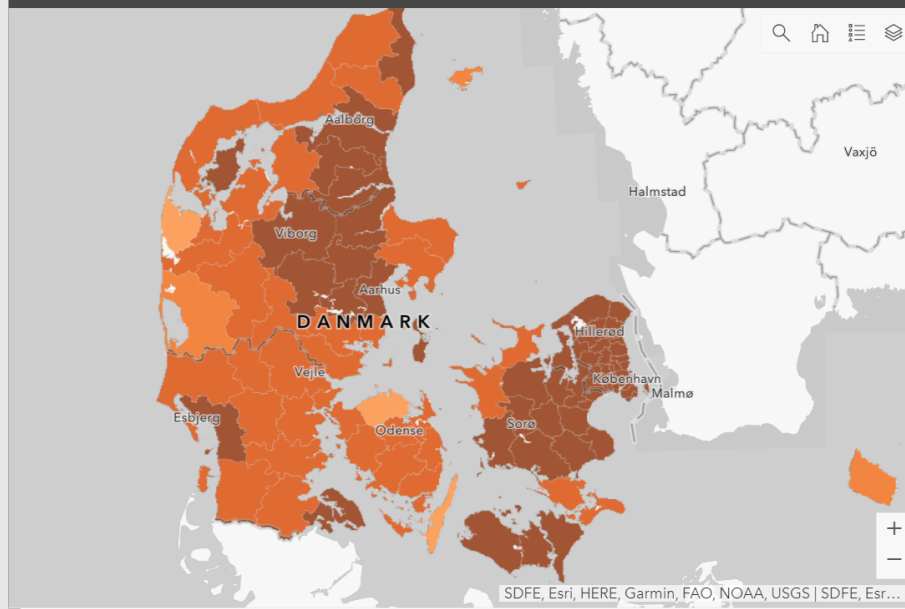 Aalborg
Vaxjö
Halmstad
Viborg
Aarhus
DANMARK
Hillerød
Vejle
København
Malmø
Esbjerg
Sorø
Odense
+
−
SDFE, Esri, HERE, Garmin, FAO, NOAA, USGS | SDFE, Esr...